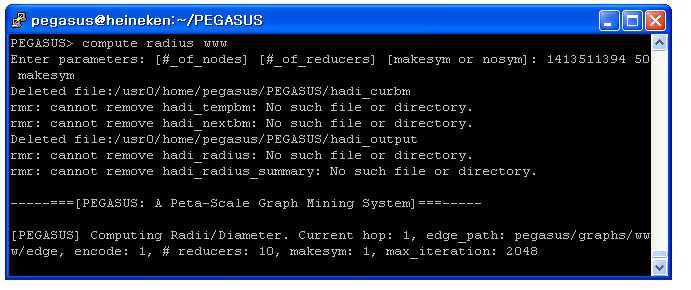 pegasus@heineken:~/PEGASUS
PEGASUS> compute radius www
Enter parameters: [#_of_nodes] [#_of_reducers] [makesym or nosym]: 1413511394 50
 makesym
Deleted file:/usr0/home/pegasus/PEGASUS/hadi_curbm
rmr: cannot remove hadi_tempbm: No such file or directory.
rmr: cannot remove hadi_nextbm: No such file or directory.
Deleted file:/usr0/home/pegasus/PEGASUS/hadi_output
rmr: cannot remove hadi_radius: No such file or directory.
rmr: cannot remove hadi_radius_summary: No such file or directory.
-----===[PEGASUS: A Peta-Scale Graph Mining System]===-----
[PEGASUS] Computing Radii/Diameter. Current hop: 1, edge_path: pegasus/graphs/ww
w/edge, encode: 1, # reducers: 10, makesym: 1, max_iteration: 2048